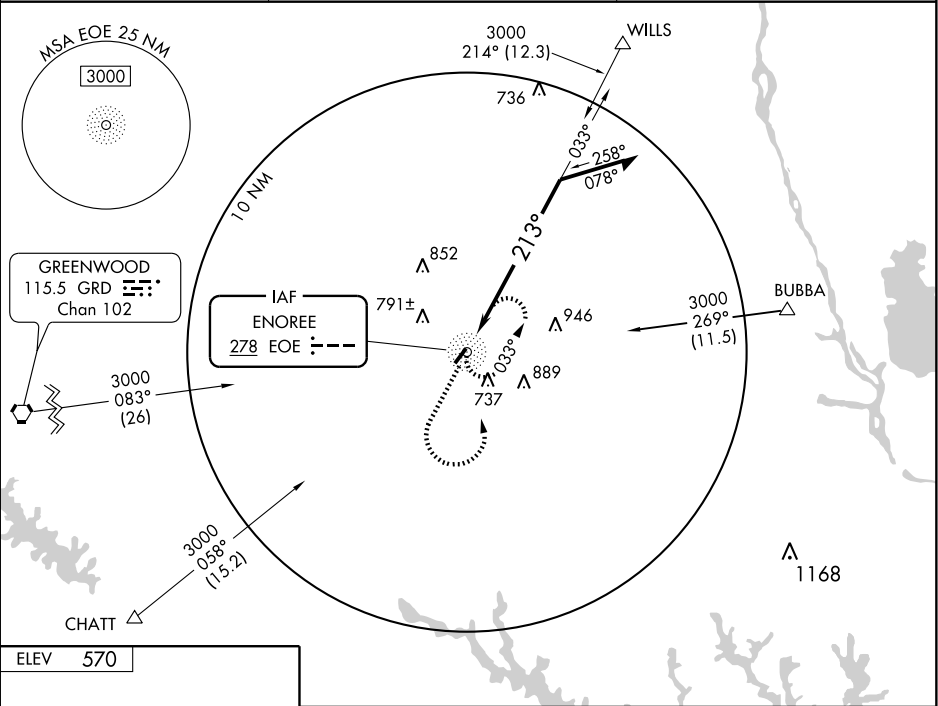 MSA EOE 25 NM
3000
3000
214° (12.3)
WILLS
736
033°
258°
078°
10 NM
213°
GREENWOOD
115.5 GRD
Chan 102
852
791±
IAF
ENOREE
278 EOE
946
033°
889
737
3000
269°
(11.5)
BUBBA
3000
083°
(26)
3000
058°
(15.2)
CHATT
1168
ELEV 570